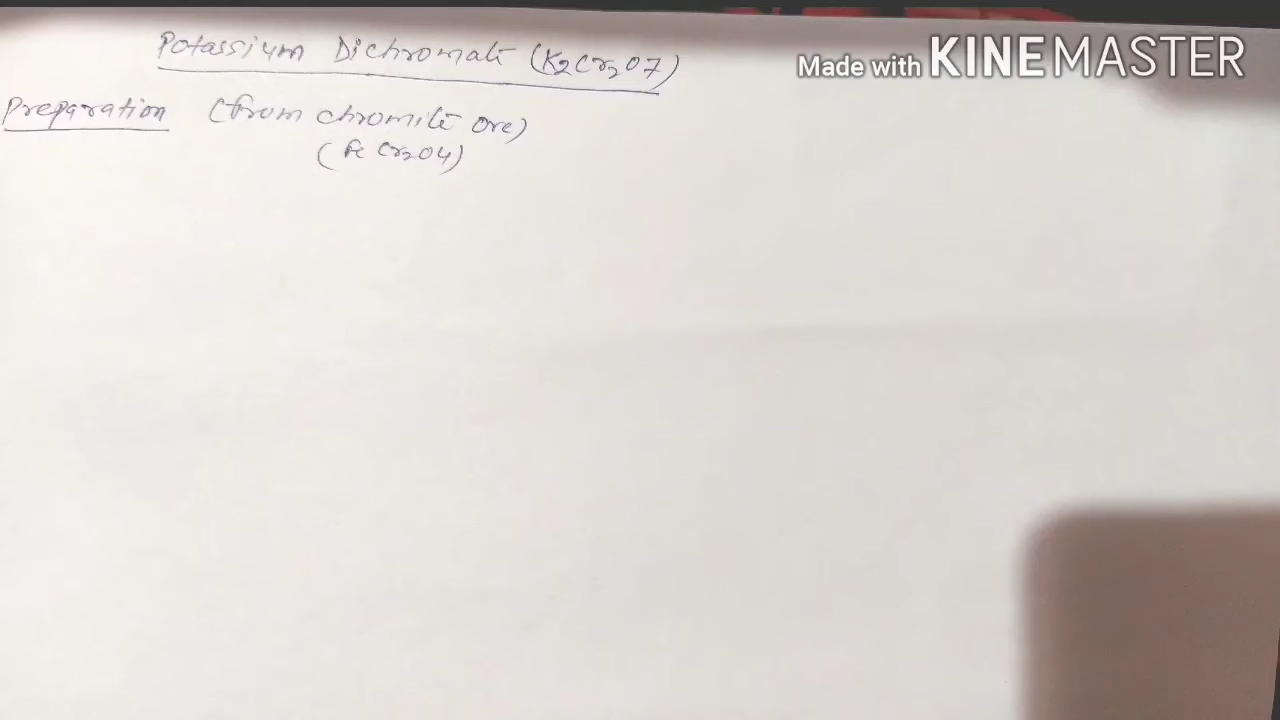 Potassium Dichromate (K2Cr2O7)
Made with KINEMASTER
Preparation (from chromite ore)
(FeCr2O4)